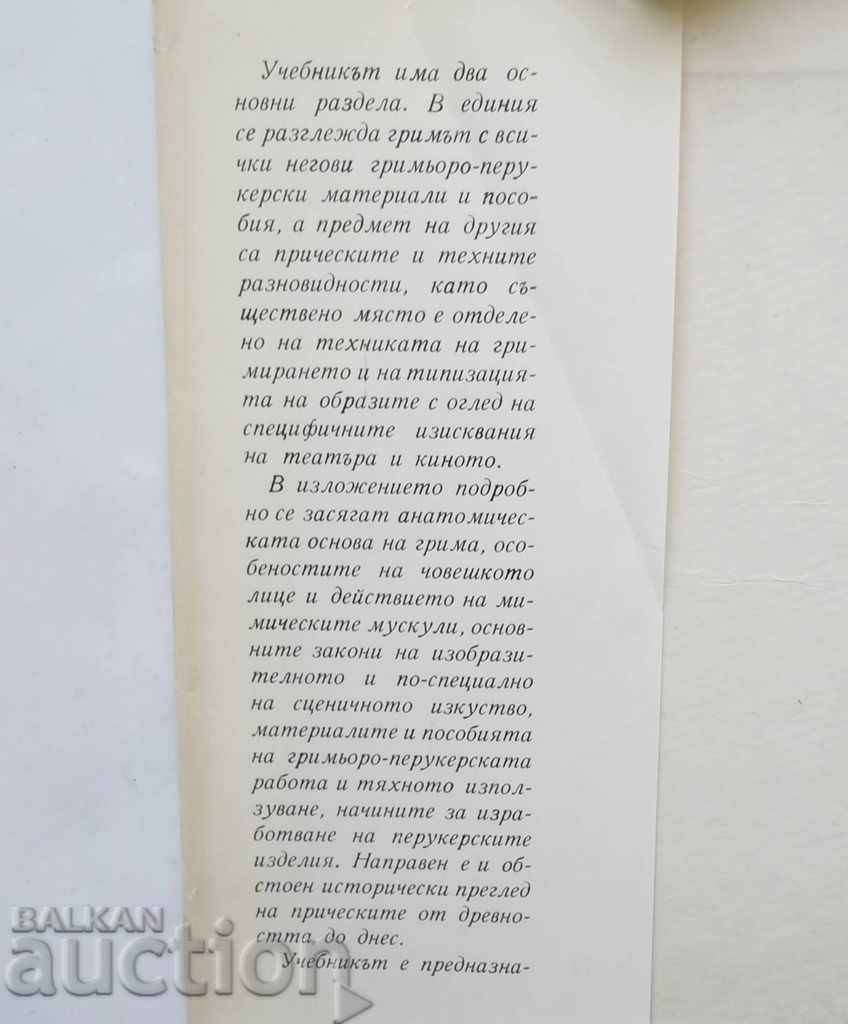 Учебникът има два ос-
новни раздела. В единия
се разглежда гримът с вси-
чки негови гримьоро-перу-
керски материали и посо-
бия, а предмет на другия
са прическите и техните
разновидности, като съ-
ществено място е отделе-
но на техниката на гри-
мирането и на типизация-
та на образите с оглед на
специфичните изисквания
на театъра и киното.
В изложението подроб-
но се засягат анатомичес-
ката основа на грима, осо-
беностите на човешкото
лице и действието на ми-
мическите мускули, основ-
ните закони на изобрази-
телното и по-специално
на сценичното изкуство,
материалите и пособията
на гримьоро-перукерската
работа и тяхното изпол-
зуване, начините за изра-
ботване на перукерските
изделия. Направен е и об-
стоен исторически преглед
на прическите от древно-
стта до днес.
Учебникът е предназна-
BALKAN
auction